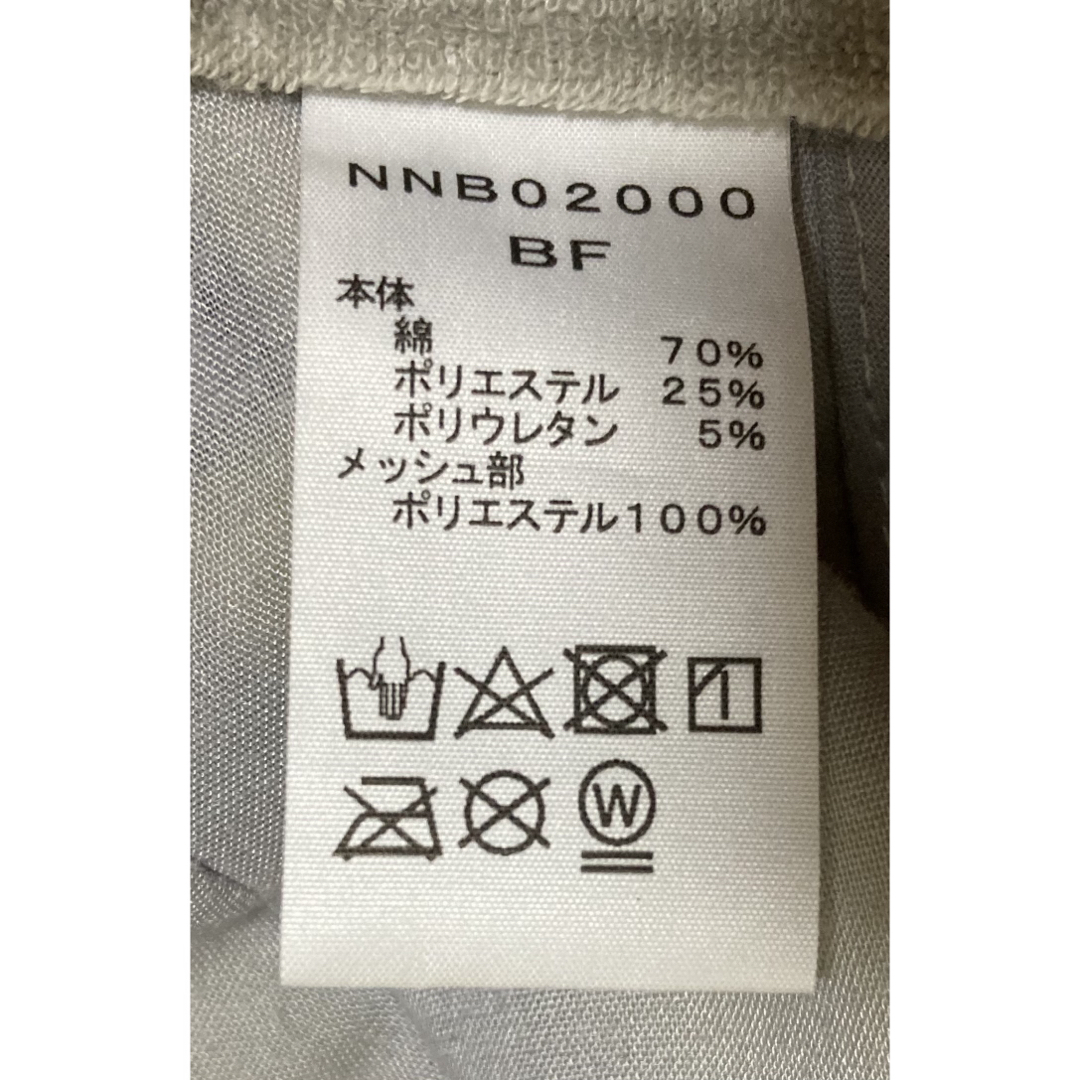 NNB02000
BF
本体
綿 70%
ポリエステル 25%
ポリウレタン 5%
メッシュ部
ポリエステル100%
W